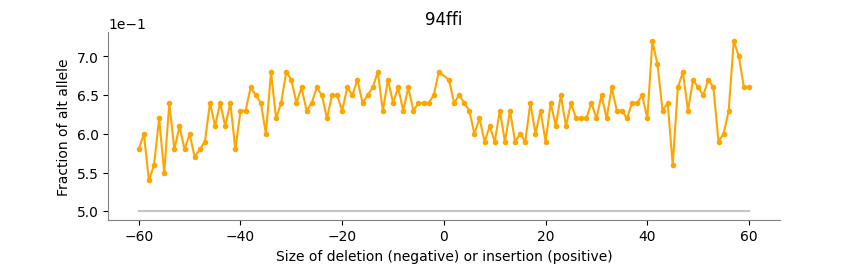 94ffi
1e−1
Fraction of alt allele
7.0
6.5
6.0
5.5
5.0
−60 −40 −20 0 20 40 60
Size of deletion (negative) or insertion (positive)